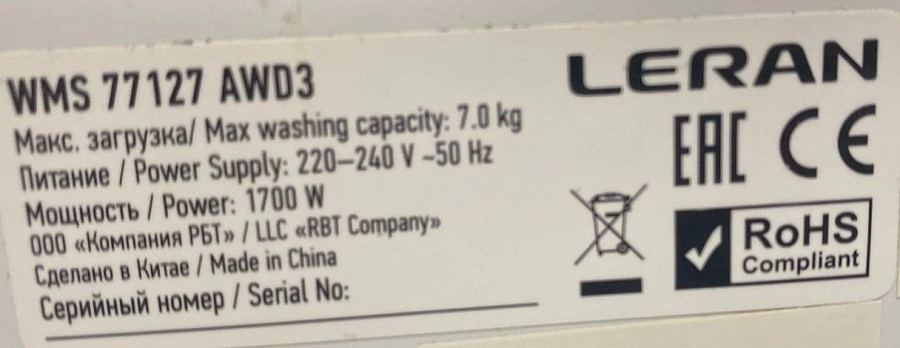 WMS 77127 AWD3
Макс. загрузка/ Max washing capacity: 7.0 kg
Питание / Power Supply: 220–240 V ~50 Hz
Мощность / Power: 1700 W
ООО «Компания РБТ» / LLC «RBT Company»
Сделано в Китае / Made in China
Серийный номер / Serial No:
LERAN
EAC CE
RoHS
Compliant